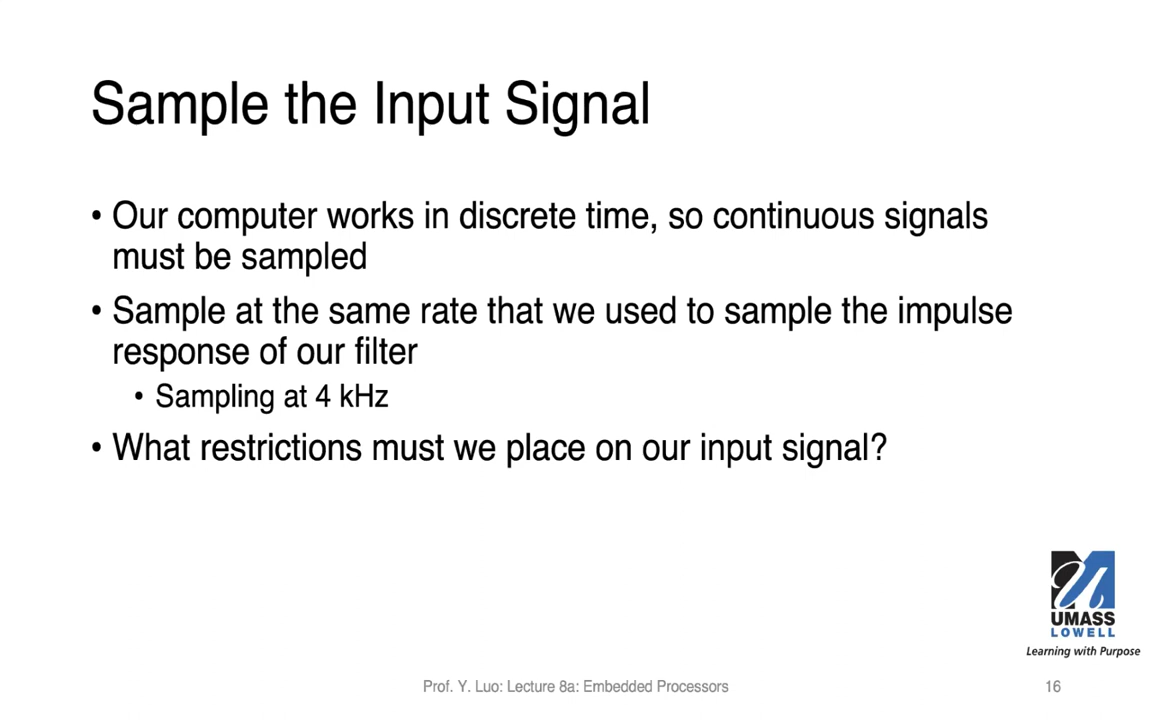 Sample the Input Signal
• Our computer works in discrete time, so continuous signals
must be sampled
• Sample at the same rate that we used to sample the impulse
response of our filter
• Sampling at 4 kHz
• What restrictions must we place on our input signal?
UMASS
LOWELL
Learning with Purpose
Prof. Y. Luo: Lecture 8a: Embedded Processors
16